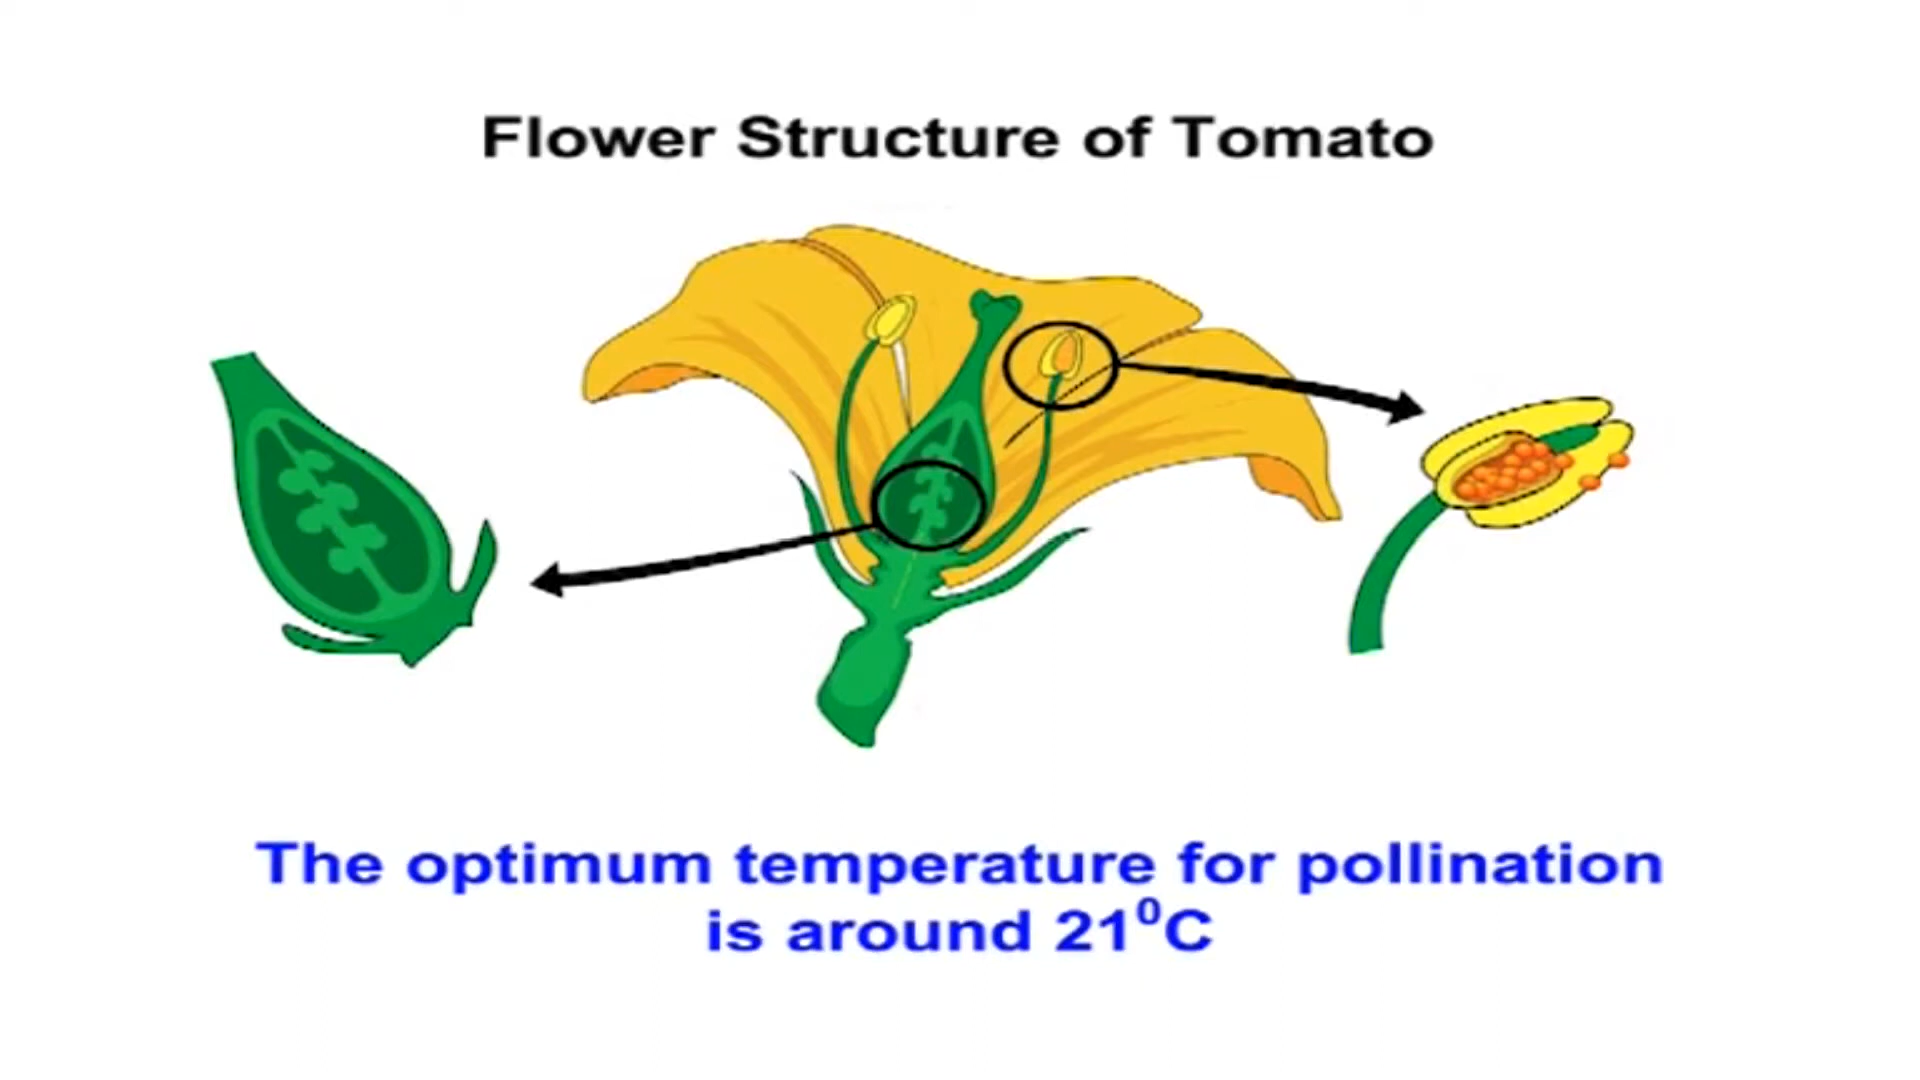 Flower Structure of Tomato
The optimum temperature for pollination
is around 21⁰C